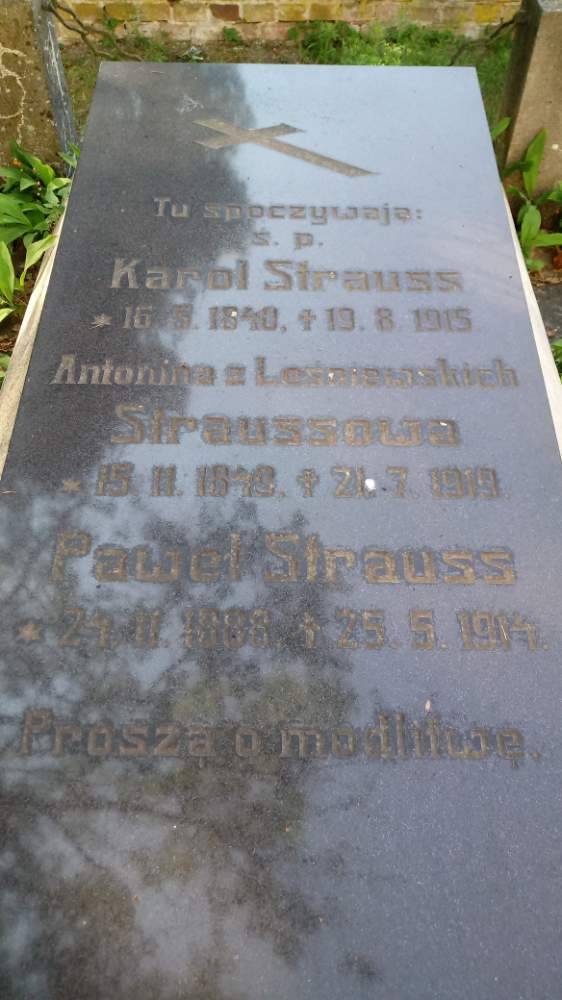 Tu spoczywają:
ś. p.
Karol Strauss
* 16. 5. 1840, + 19. 8. 1915
Antonina z Leśniewskich
Straussowa
* 15. 11. 1849, + 21. 7. 1919
Paweł Strauss
* 24. 11. 1888. + 25. 5. 1914.
Proszą o modlitwę.